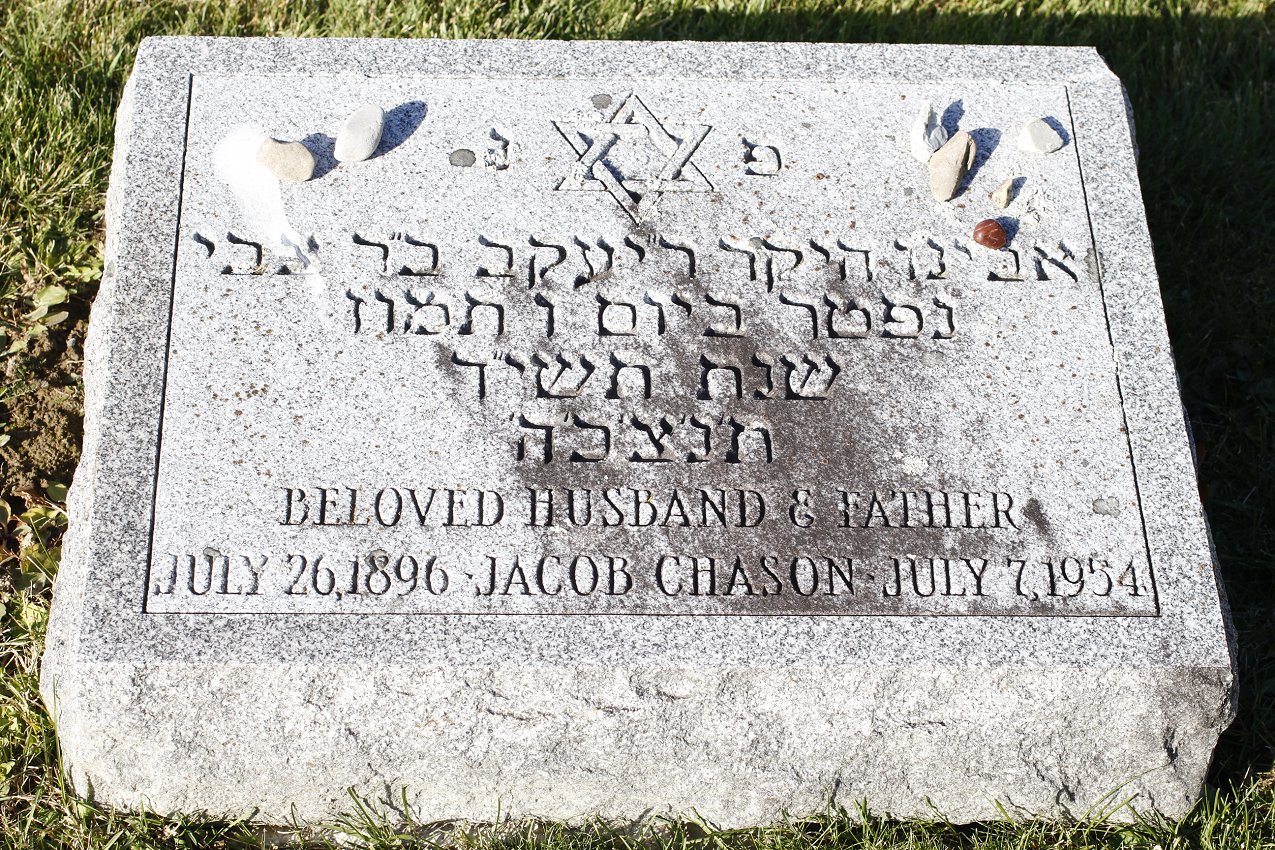 פ נ
אבינו היקר ר״יעקב ב״ר צבי
נפטר ביום ו תמוז
שנת תשי״ד
ת׳נ׳צ׳ב׳ה׳
BELOVED HUSBAND & FATHER
JULY 26, 1896 · JACOB CHASON · JULY 7, 1954